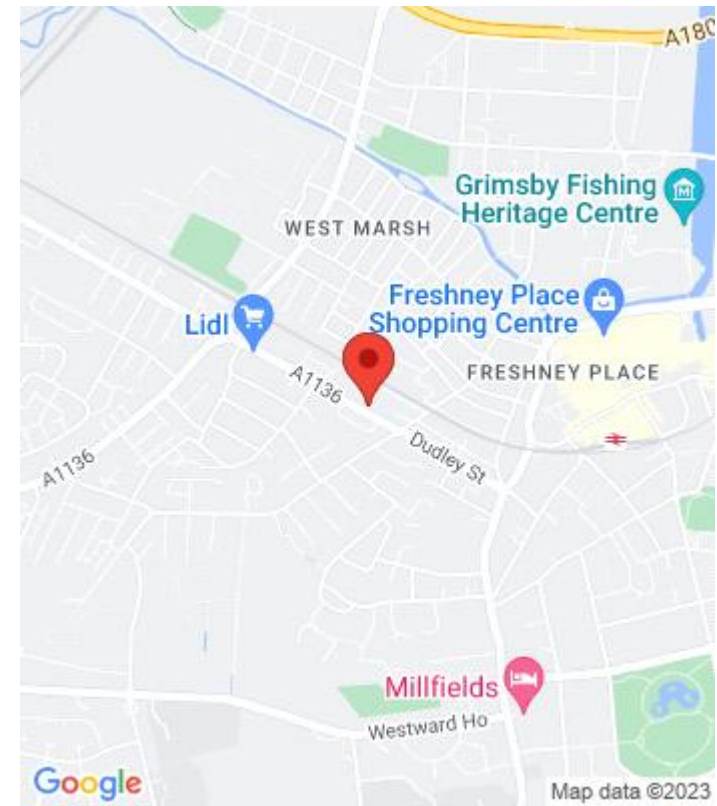 A180
Grimsby Fishing
Heritage Centre
WEST MARSH
Freshney Place
Shopping Centre
Lidl
FRESHNEY PLACE
A1136
Dudley St
A1136
Millfields
Westward Ho
Google
Map data ©2023